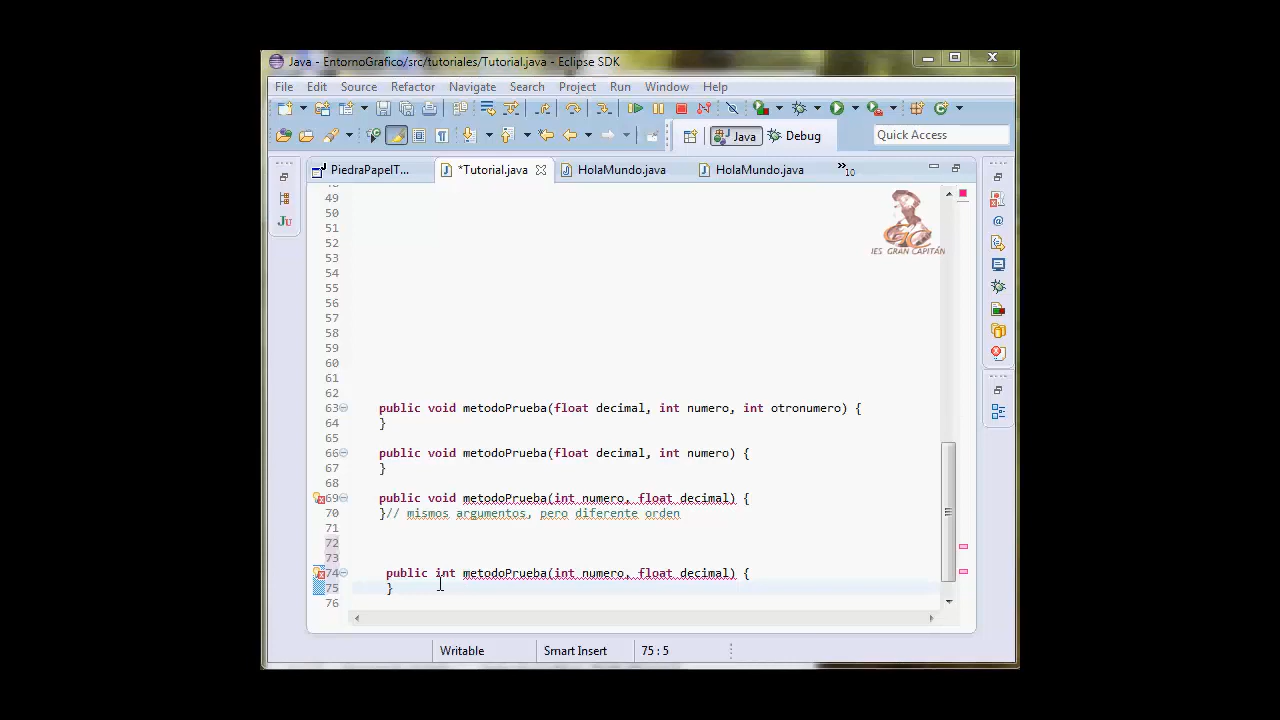 Java - EntornoGrafico/src/tutoriales/Tutorial.java - Eclipse SDK
File Edit Source Refactor Navigate Search Project Run Window Help
Java Debug Quick Access
PiedraPapelT... *Tutorial.java HolaMundo.java HolaMundo.java »10
49
50
51
52
53
54
55
56
57
58
59
60
61
62
63 public void metodoPrueba(float decimal, int numero, int otronumero) {
64 }
65
66 public void metodoPrueba(float decimal, int numero) {
67 }
68
69 public void metodoPrueba(int numero, float decimal) {
70 }// mismos argumentos, pero diferente orden
71
72
73
74 public int metodoPrueba(int numero, float decimal) {
75 }
76
IES GRAN CAPITÁN
Writable Smart Insert 75 : 5